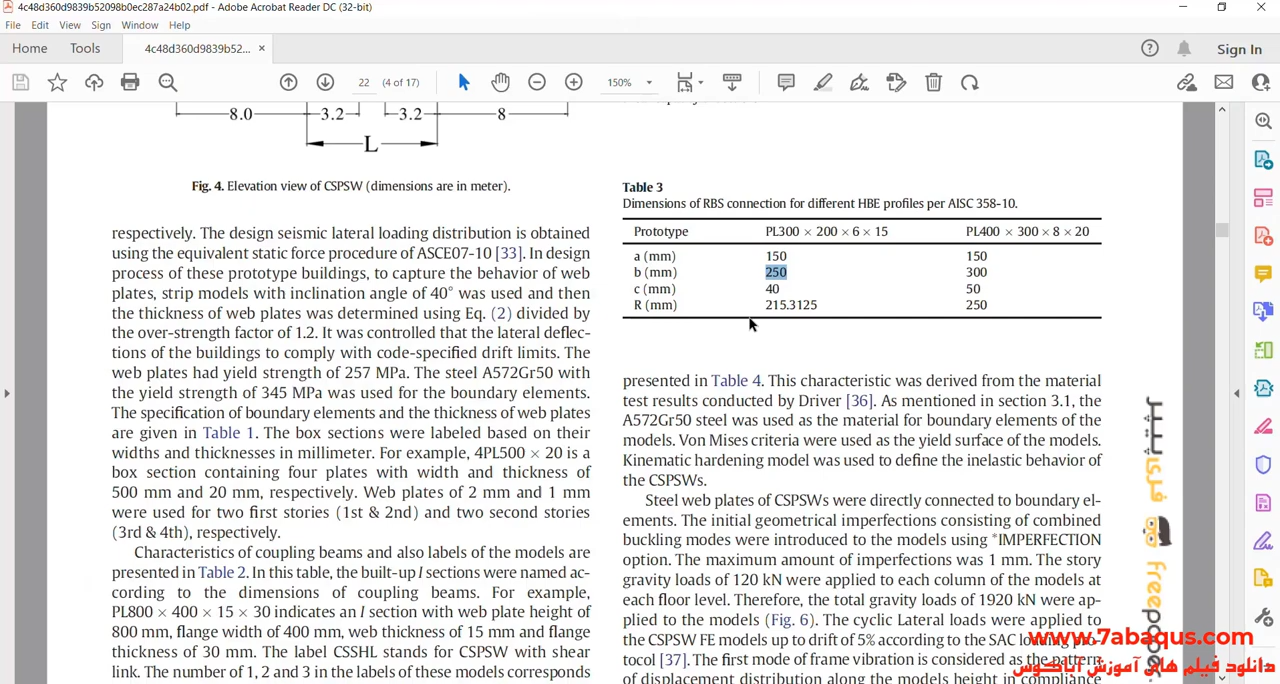 4c48d360d9839b52098b0ec287a24b02.pdf - Adobe Acrobat Reader DC (32-bit)
File Edit View Sign Window Help
Home Tools 4c48d360d9839b52... × Sign In
22 (4 of 17) 150%
8.0 3.2 3.2 8
L
Fig. 4. Elevation view of CSPSW (dimensions are in meter).
respectively. The design seismic lateral loading distribution is obtained
using the equivalent static force procedure of ASCE07-10 [33]. In design
process of these prototype buildings, to capture the behavior of web
plates, strip models with inclination angle of 40° was used and then
the thickness of web plates was determined using Eq. (2) divided by
the over-strength factor of 1.2. It was controlled that the lateral deflec-
tions of the buildings to comply with code-specified drift limits. The
web plates had yield strength of 257 MPa. The steel A572Gr50 with
the yield strength of 345 MPa was used for the boundary elements.
The specification of boundary elements and the thickness of web plates
are given in Table 1. The box sections were labeled based on their
widths and thicknesses in millimeter. For example, 4PL500 × 20 is a
box section containing four plates with width and thickness of
500 mm and 20 mm, respectively. Web plates of 2 mm and 1 mm
were used for two first stories (1st & 2nd) and two second stories
(3rd & 4th), respectively.
Characteristics of coupling beams and also labels of the models are
presented in Table 2. In this table, the built-up I sections were named ac-
cording to the dimensions of coupling beams. For example,
PL800 × 400 × 15 × 30 indicates an I section with web plate height of
800 mm, flange width of 400 mm, web thickness of 15 mm and flange
thickness of 30 mm. The label CSSHL stands for CSPSW with shear
link. The number of 1, 2 and 3 in the labels of these models corresponds
Table 3
Dimensions of RBS connection for different HBE profiles per AISC 358-10.
Prototype PL300 × 200 × 6 × 15 PL400 × 300 × 8 × 20
a (mm) 150 150
b (mm) 250 300
c (mm) 40 50
R (mm) 215.3125 250
presented in Table 4. This characteristic was derived from the material
test results conducted by Driver [36]. As mentioned in section 3.1, the
A572Gr50 steel was used as the material for boundary elements of the
models. Von Mises criteria were used as the yield surface of the models.
Kinematic hardening model was used to define the inelastic behavior of
the CSPSWs.
Steel web plates of CSPSWs were directly connected to boundary el-
ements. The initial geometrical imperfections consisting of combined
buckling modes were introduced to the models using *IMPERFECTION
option. The maximum amount of imperfections was 1 mm. The story
gravity loads of 120 kN were applied to each column of the models at
each floor level. Therefore, the total gravity loads of 1920 kN were ap-
plied to the models (Fig. 6). The cyclic Lateral loads were applied to
the CSPSW FE models up to drift of 5% according to the SAC loading pro-
tocol [37]. The first mode of frame vibration is considered as the pattern
of displacement distribution along the models height in compliance
www.7abaqus.com
دانلود فیلم های آموزش آباکوس